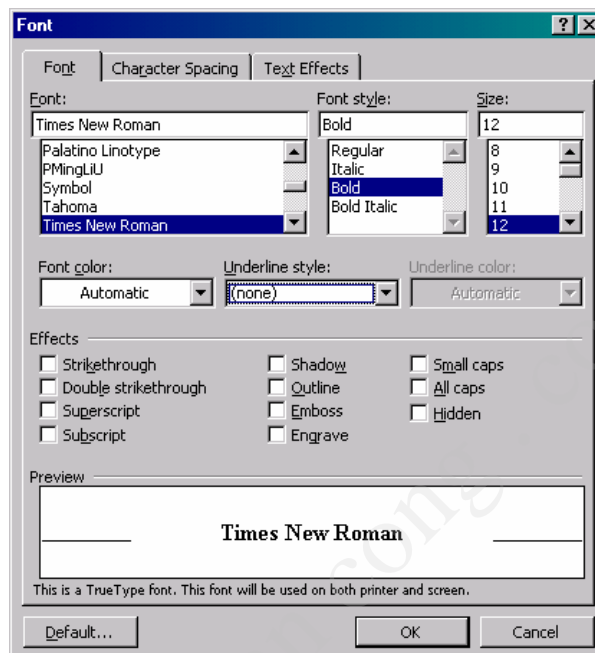 Font
Font Character Spacing Text Effects
Font: Font style: Size:
Times New Roman Bold 12
Palatino Linotype Regular 8
PMingLiU Italic 9
Symbol Bold 10
Tahoma Bold Italic 11
Times New Roman 12
Font color: Underline style: Underline color:
Automatic (none) Automatic
Effects
Strikethrough Shadow Small caps
Double strikethrough Outline All caps
Superscript Emboss Hidden
Subscript Engrave
Preview
Times New Roman
This is a TrueType font. This font will be used on both printer and screen.
Default... OK Cancel